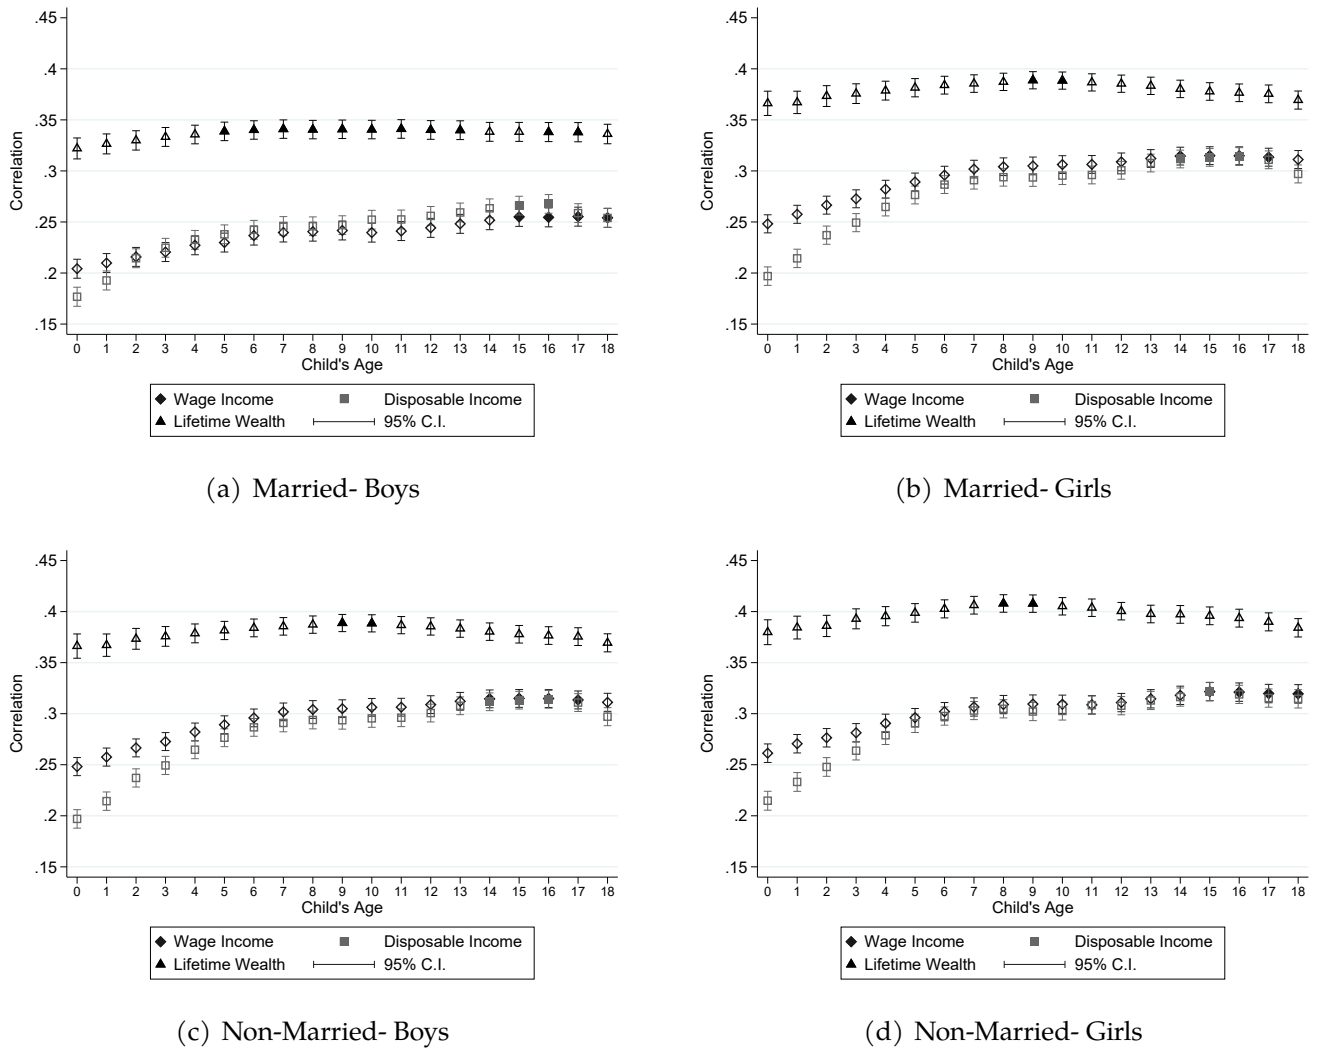 .45
.4
.35
.3
.25
.2
.15
Correlation
0 1 2 3 4 5 6 7 8 9 10 11 12 13 14 15 16 17 18
Child's Age
Wage Income Disposable Income
Lifetime Wealth 95% C.I.
(a) Married- Boys
.45
.4
.35
.3
.25
.2
.15
Correlation
0 1 2 3 4 5 6 7 8 9 10 11 12 13 14 15 16 17 18
Child's Age
Wage Income Disposable Income
Lifetime Wealth 95% C.I.
(b) Married- Girls
.45
.4
.35
.3
.25
.2
.15
Correlation
0 1 2 3 4 5 6 7 8 9 10 11 12 13 14 15 16 17 18
Child's Age
Wage Income Disposable Income
Lifetime Wealth 95% C.I.
(c) Non-Married- Boys
.45
.4
.35
.3
.25
.2
.15
Correlation
0 1 2 3 4 5 6 7 8 9 10 11 12 13 14 15 16 17 18
Child's Age
Wage Income Disposable Income
Lifetime Wealth 95% C.I.
(d) Non-Married- Girls